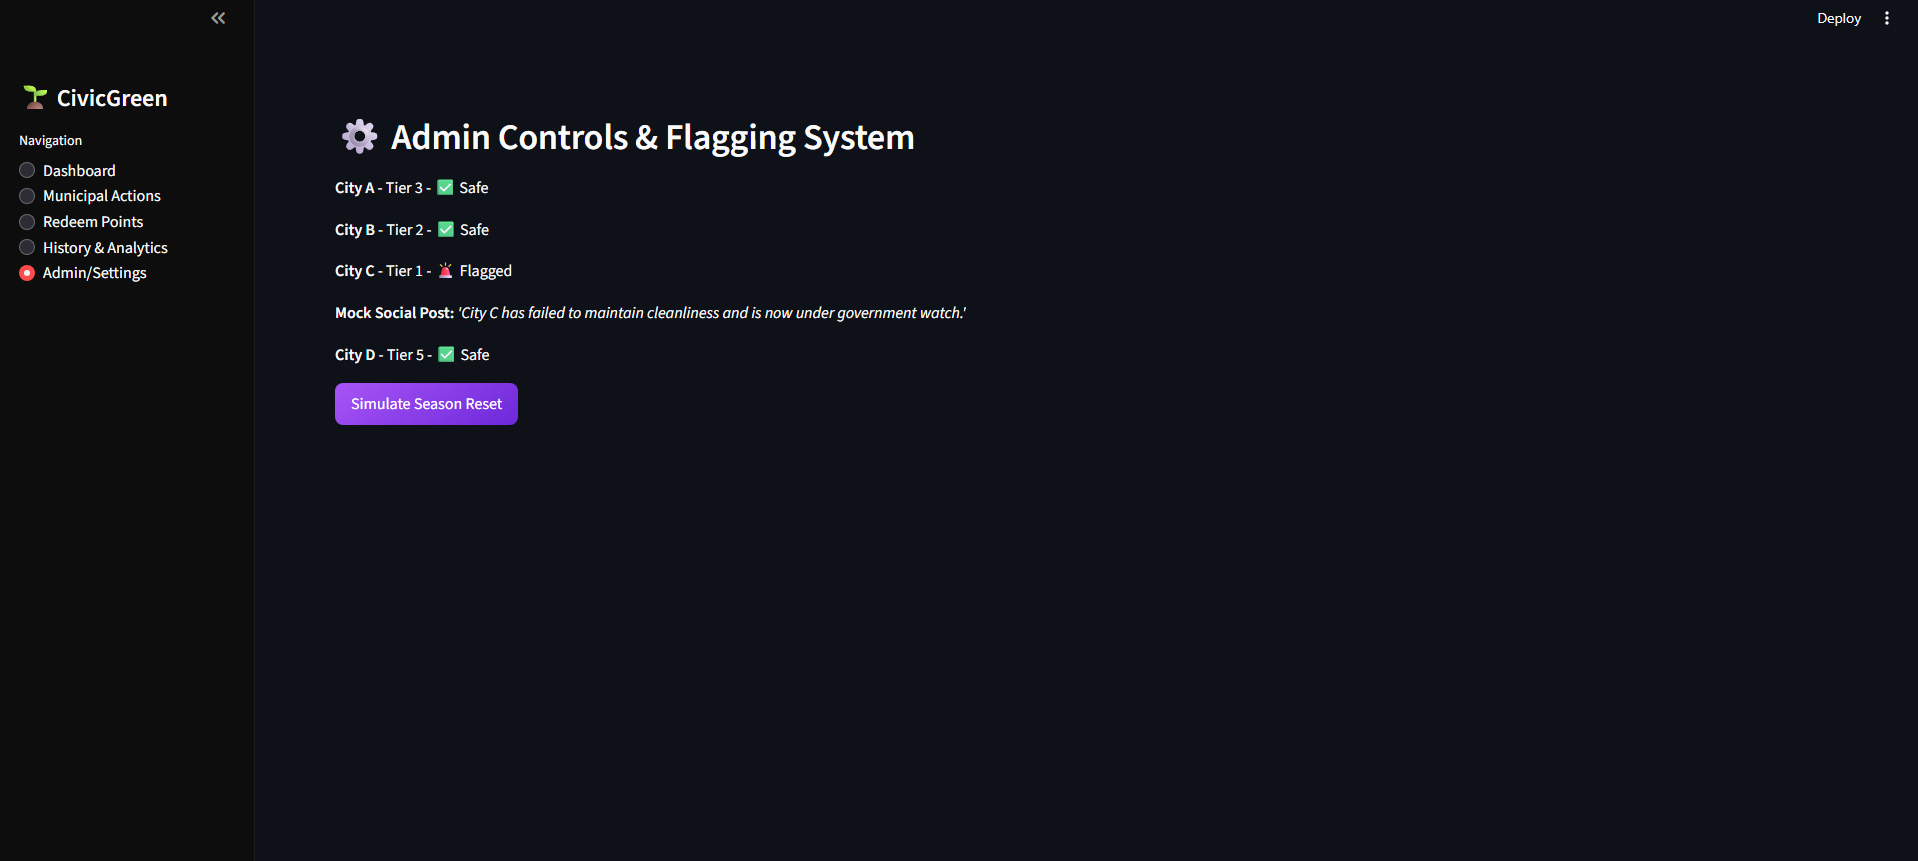 Deploy
CivicGreen
Navigation
Dashboard
Municipal Actions
Redeem Points
History & Analytics
Admin/Settings
Admin Controls & Flagging System
City A - Tier 3 - ✅ Safe
City B - Tier 2 - ✅ Safe
City C - Tier 1 - 🚨 Flagged
Mock Social Post: 'City C has failed to maintain cleanliness and is now under government watch.'
City D - Tier 5 - ✅ Safe
Simulate Season Reset